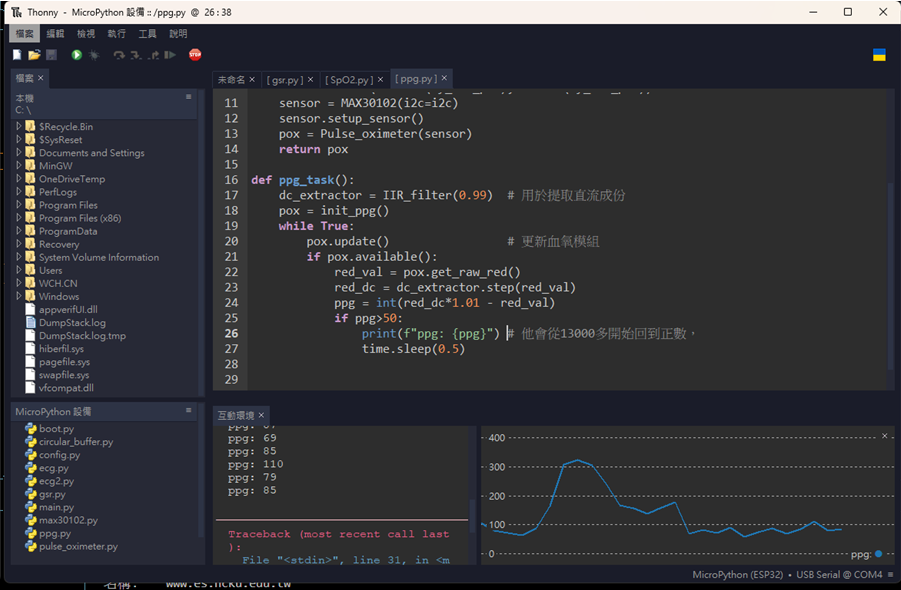 Thonny - MicroPython 設備 :: /ppg.py @ 26 : 38
檔案 編輯 檢視 執行 工具 說明
STOP
檔案 ×
本機
C: \
$Recycle.Bin
$SysReset
Documents and Settings
MinGW
OneDriveTemp
PerfLogs
Program Files
Program Files (x86)
ProgramData
Recovery
System Volume Information
Users
WCH.CN
Windows
appverifUI.dll
DumpStack.log
DumpStack.log.tmp
hiberfil.sys
pagefile.sys
swapfile.sys
vfcompat.dll
MicroPython 設備
boot.py
circular_buffer.py
config.py
ecg.py
ecg2.py
gsr.py
main.py
max30102.py
ppg.py
pulse_oximeter.py
未命名 × [ gsr.py ] × [ SpO2.py ] × [ ppg.py ] ×
11 sensor = MAX30102(i2c=i2c)
12 sensor.setup_sensor()
13 pox = Pulse_oximeter(sensor)
14 return pox
15
16 def ppg_task():
17 dc_extractor = IIR_filter(0.99) # 用於提取直流成份
18 pox = init_ppg()
19 while True:
20 pox.update() # 更新血氧模組
21 if pox.available():
22 red_val = pox.get_raw_red()
23 red_dc = dc_extractor.step(red_val)
24 ppg = int(red_dc*1.01 - red_val)
25 if ppg>50:
26 print(f"ppg: {ppg}") # 他會從13000多開始回到正數，
27 time.sleep(0.5)
28
29
互動環境 ×
ppg: 69
ppg: 85
ppg: 110
ppg: 79
ppg: 85
Traceback (most recent call last
):
File "<stdin>", line 31, in <m
400
300
200
100
0
ppg:
MicroPython (ESP32) • USB Serial @ COM4 ≡
名稱: www.es.ncku.edu.tw